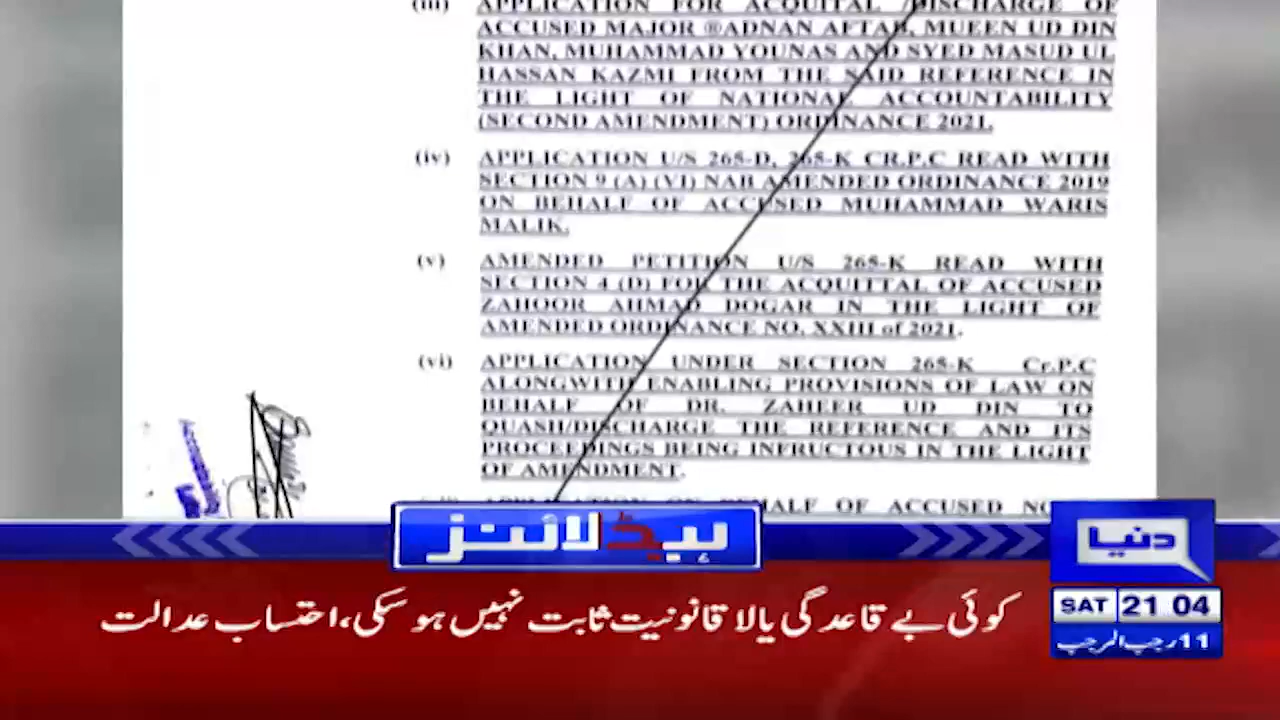 (iii) APPLICATION FOR ACQUITAL /DISCHARGE OF
ACCUSED MAJOR ®ADNAN AFTAB, MUEEN UD DIN
KHAN, MUHAMMAD YOUNAS AND SYED MASUD UL
HASSAN KAZMI FROM THE SAID REFERENCE IN
THE LIGHT OF NATIONAL ACCOUNTABILITY
(SECOND AMENDMENT) ORDINANCE 2021.
(iv) APPLICATION U/S 265-D, 265-K CR.P.C READ WITH
SECTION 9 (A) (VI) NAB AMENDED ORDINANCE 2019
ON BEHALF OF ACCUSED MUHAMMAD WARIS
MALIK.
(v) AMENDED PETITION U/S 265-K READ WITH
SECTION 4 (D) FOR THE ACQUITTAL OF ACCUSED
ZAHOOR AHMAD DOGAR IN THE LIGHT OF
AMENDED ORDINANCE NO. XXIII of 2021.
(vi) APPLICATION UNDER SECTION 265-K Cr.P.C
ALONGWITH ENABLING PROVISIONS OF LAW ON
BEHALF OF DR. ZAHEER UD DIN TO
QUASH/DISCHARGE THE REFERENCE AND ITS
PROCEEDINGS BEING INFRUCTOUS IN THE LIGHT
OF AMENDMENT.
APPLICATION ON BEHALF OF ACCUSED
ہیڈلائنز
دنیا
کوئی بے قاعدگی یا لاقانونیت ثابت نہیں ہو سکی، احتساب عدالت
SAT 21 04
11 رجب المرجب